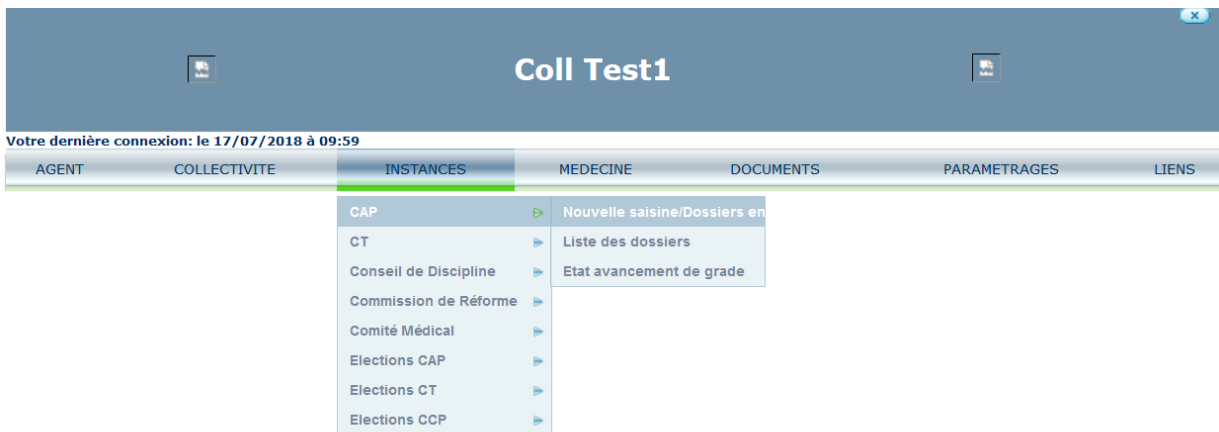 x
Coll Test1
Votre dernière connexion: le 17/07/2018 à 09:59
AGENT COLLECTIVITE INSTANCES MEDECINE DOCUMENTS PARAMETRAGES LIENS
CAP Nouvelle saisine/Dossiers en
CT Liste des dossiers
Conseil de Discipline Etat avancement de grade
Commission de Réforme
Comité Médical
Elections CAP
Elections CT
Elections CCP